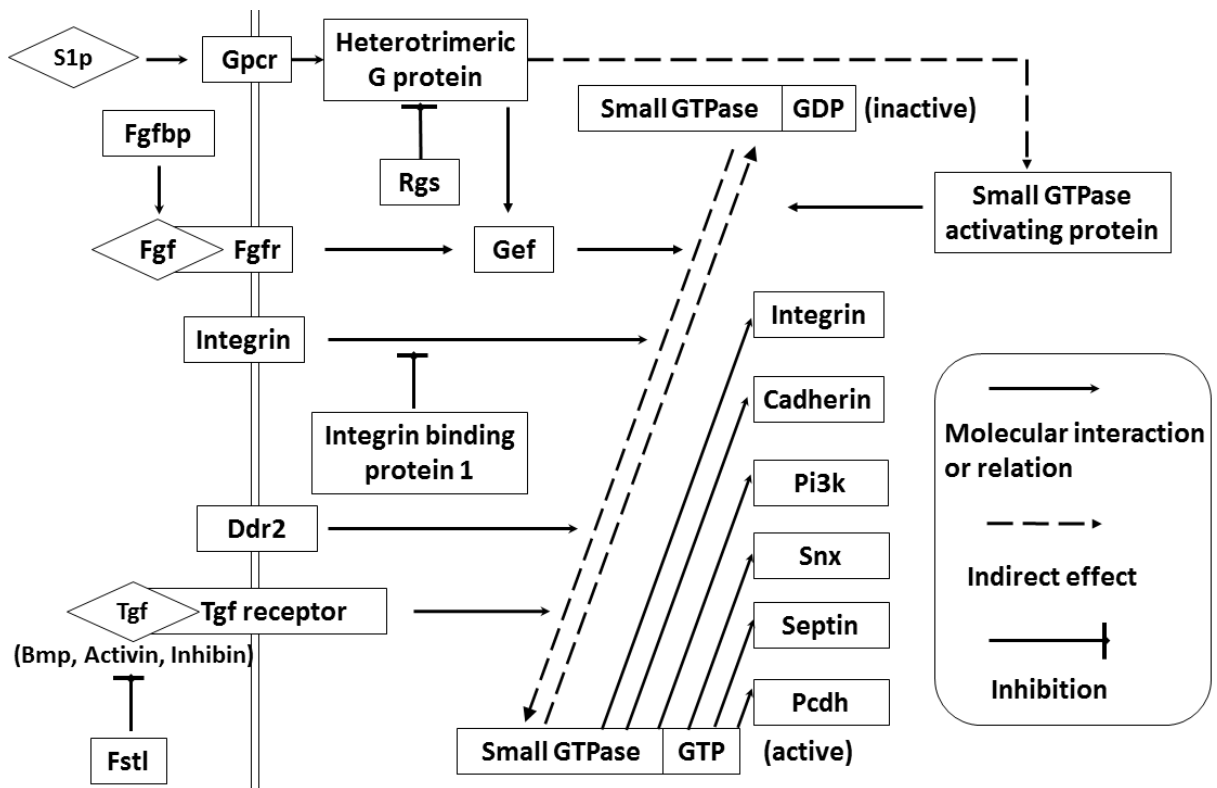 S1p
Gpcr
Heterotrimeric
G protein
Small GTPase GDP (inactive)
Fgfbp
Rgs
Small GTPase
activating protein
Fgf
Fgfr
Gef
Integrin
Integrin
Integrin binding
protein 1
Cadherin
Pi3k
Ddr2
Snx
Tgf
Tgf receptor
(Bmp, Activin, Inhibin)
Septin
Pcdh
Fstl
Small GTPase GTP (active)
Molecular interaction
or relation
Indirect effect
Inhibition